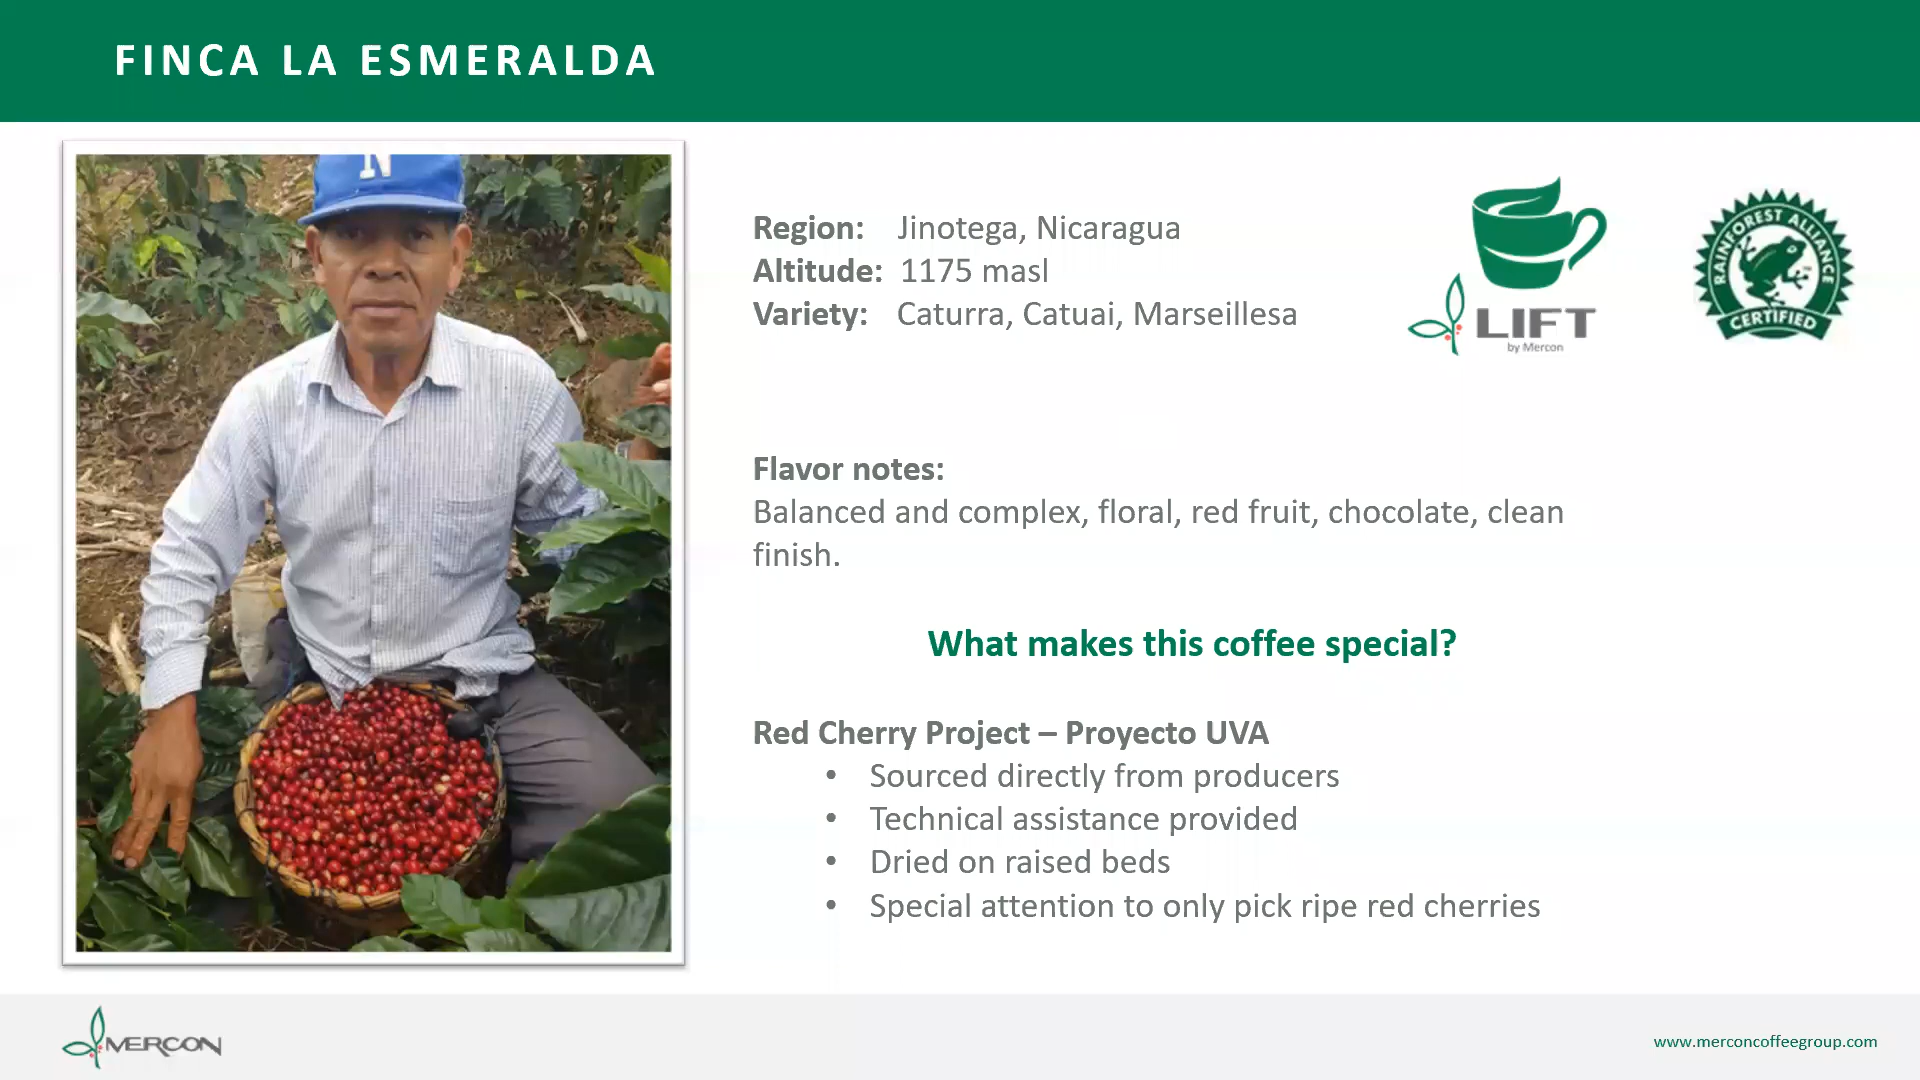 FINCA LA ESMERALDA
N
Region: Jinotega, Nicaragua
Altitude: 1175 masl
Variety: Caturra, Catuai, Marseillesa
LIFT
by Mercon
RAINFOREST ALLIANCE
CERTIFIED
Flavor notes:
Balanced and complex, floral, red fruit, chocolate, clean
finish.
What makes this coffee special?
Red Cherry Project – Proyecto UVA
• Sourced directly from producers
• Technical assistance provided
• Dried on raised beds
• Special attention to only pick ripe red cherries
MERCON
www.merconcoffeegroup.com